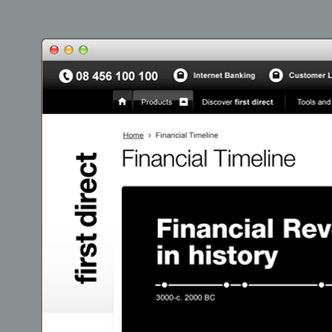 08 456 100 100 Internet Banking Customer
Products Discover first direct Tools and
Home › Financial Timeline
Financial Timeline
first direct
Financial Rev
in history
3000-c. 2000 BC